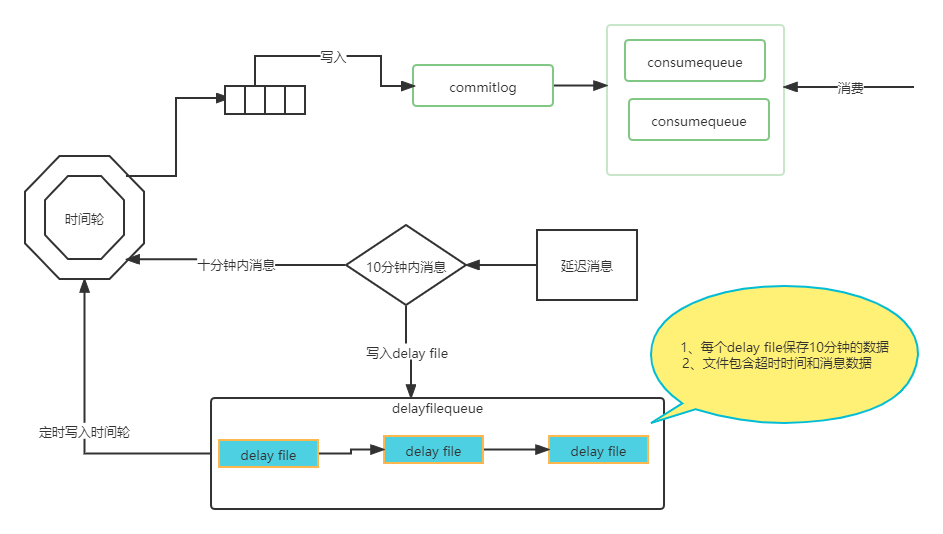 写入
commitlog
consumequeue
consumequeue
消费
时间轮
十分钟内消息
10分钟内消息
延迟消息
写入delay file
1、每个delay file保存10分钟的数据
2、文件包含超时时间和消息数据
delayfilequeue
定时写入时间轮
delay file
delay file
delay file